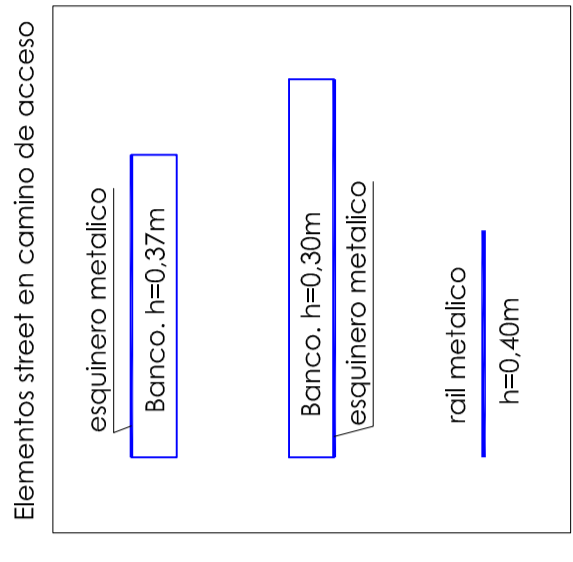 Elementos street en camino de acceso
esquinero metalico
Banco. h=0,37m
Banco. h=0,30m
esquinero metalico
rail metalico
h=0,40m